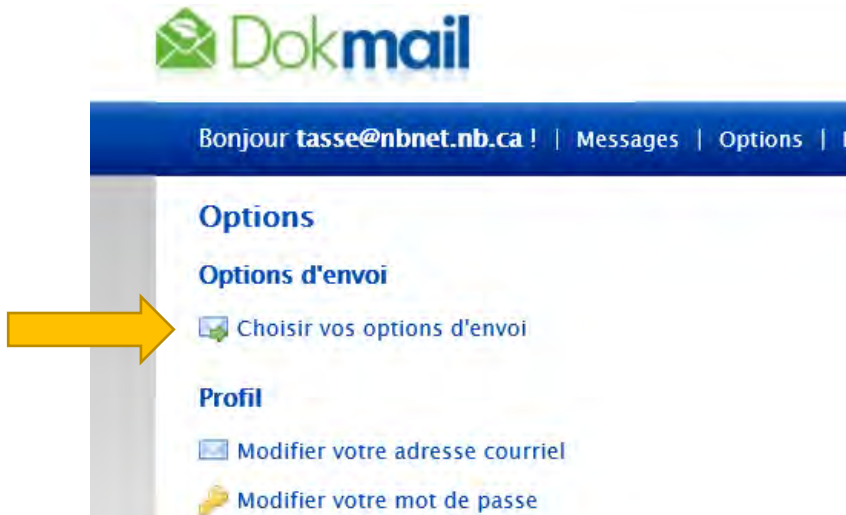 Dokmail
Bonjour tasse@nbnet.nb.ca ! | Messages | Options |
Options
Options d'envoi
Choisir vos options d'envoi
Profil
Modifier votre adresse courriel
Modifier votre mot de passe